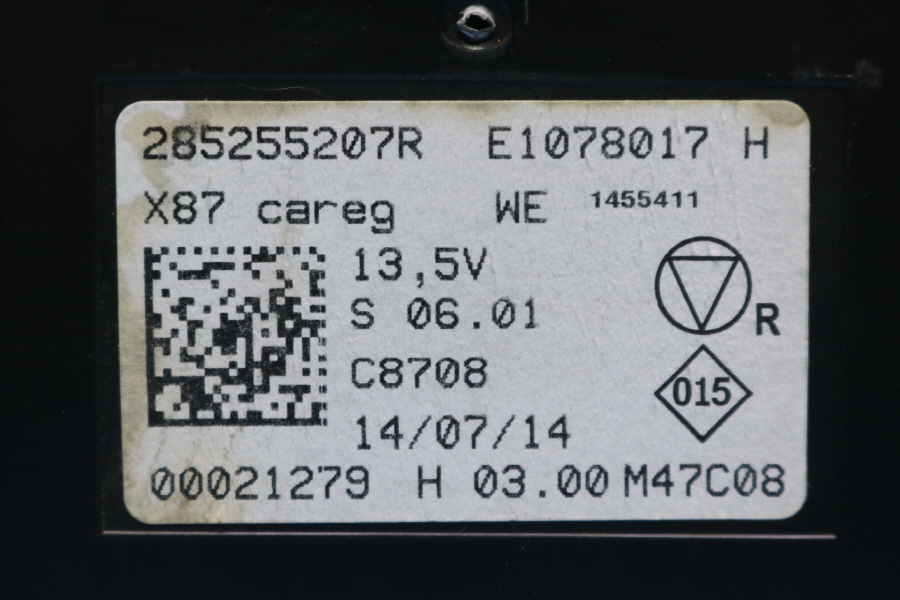 285255207R E1078017 H
X87 careg WE 1455411
13,5V
S 06.01
R
C8708
015
14/07/14
00021279 H 03.00 M47C08